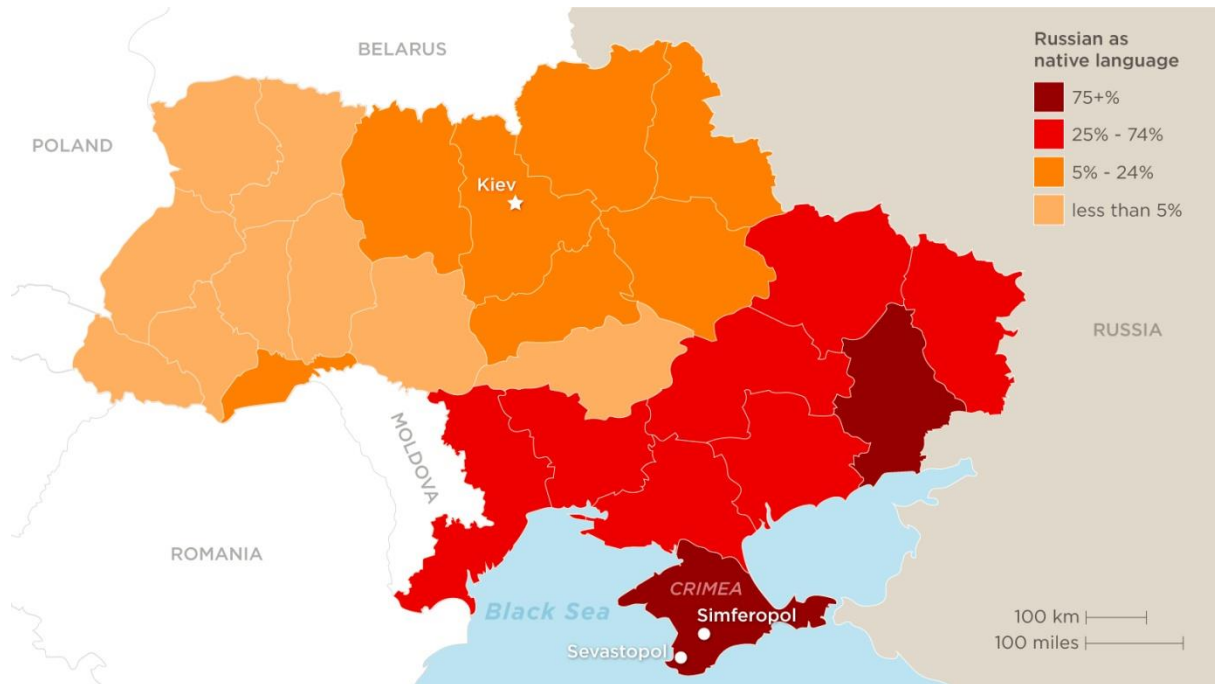 BELARUS
POLAND
Kiev
Russian as
native language
75+%
25% - 74%
5% - 24%
less than 5%
RUSSIA
MOLDOVA
ROMANIA
Black Sea
CRIMEA
Simferopol
Sevastopol
100 km
100 miles